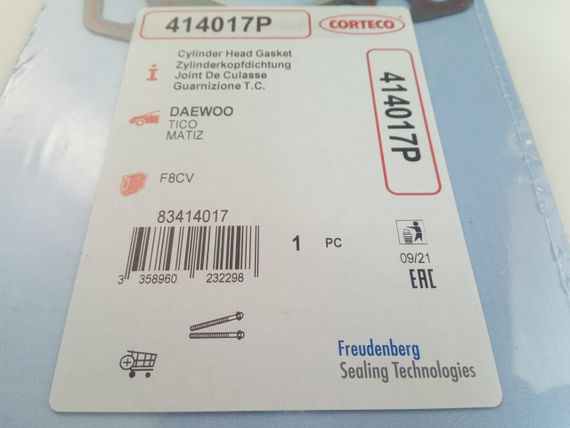 414017P
CORTECO
Cylinder Head Gasket
Zylinderkopfdichtung
Joint De Culasse
Guarnizione T.C.
414017P
DAEWOO
TICO
MATIZ
F8CV
83414017
3 358960 232298
1 PC
09/21
EAC
Freudenberg
Sealing Technologies